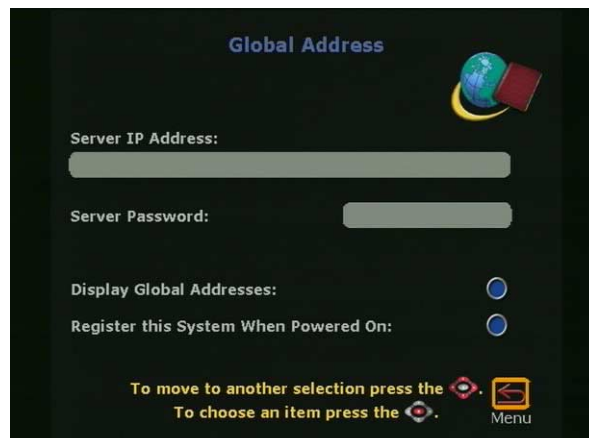 Global Address
Server IP Address:
Server Password:
Display Global Addresses:
Register this System When Powered On:
To move to another selection press the .
To choose an item press the .
Menu